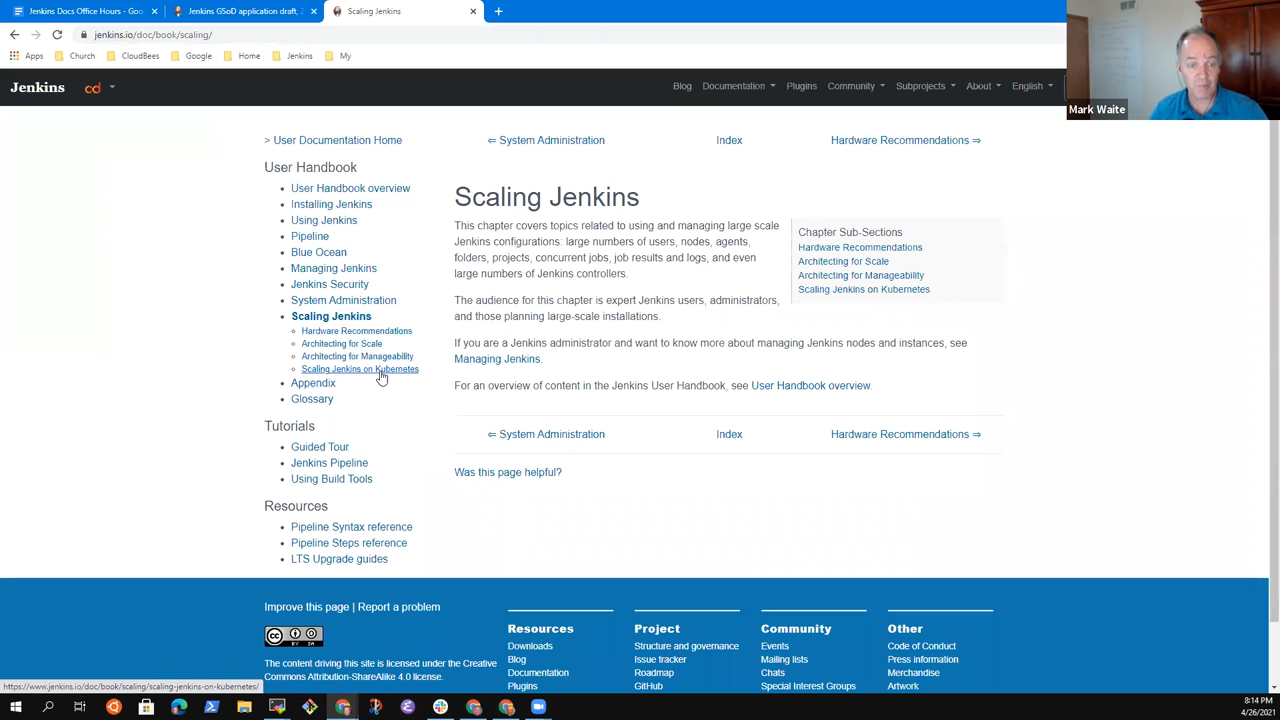 Jenkins Docs Office Hours - Goo
Jenkins GSoD application draft, 2
Scaling Jenkins
jenkins.io/doc/book/scaling/
Apps
Church
CloudBees
Google
Home
Jenkins
My
Mark Waite
Jenkins
cd
Blog
Documentation
Plugins
Community
Subprojects
About
English
> User Documentation Home
⇐ System Administration
Index
Hardware Recommendations ⇒
User Handbook
User Handbook overview
Installing Jenkins
Using Jenkins
Pipeline
Blue Ocean
Managing Jenkins
Jenkins Security
System Administration
Scaling Jenkins
Hardware Recommendations
Architecting for Scale
Architecting for Manageability
Scaling Jenkins on Kubernetes
Appendix
Glossary
Tutorials
Guided Tour
Jenkins Pipeline
Using Build Tools
Resources
Pipeline Syntax reference
Pipeline Steps reference
LTS Upgrade guides
Scaling Jenkins
This chapter covers topics related to using and managing large scale
Jenkins configurations: large numbers of users, nodes, agents,
folders, projects, concurrent jobs, job results and logs, and even
large numbers of Jenkins controllers.
The audience for this chapter is expert Jenkins users, administrators,
and those planning large-scale installations.
If you are a Jenkins administrator and want to know more about managing Jenkins nodes and instances, see
Managing Jenkins.
For an overview of content in the Jenkins User Handbook, see User Handbook overview.
Chapter Sub-Sections
Hardware Recommendations
Architecting for Scale
Architecting for Manageability
Scaling Jenkins on Kubernetes
⇐ System Administration
Index
Hardware Recommendations ⇒
Was this page helpful?
Improve this page | Report a problem
cc
BY SA
The content driving this site is licensed under the Creative
Commons Attribution-ShareAlike 4.0 license.
Resources
Downloads
Blog
Documentation
Plugins
Project
Structure and governance
Issue tracker
Roadmap
GitHub
Community
Events
Mailing lists
Chats
Special Interest Groups
Other
Code of Conduct
Press information
Merchandise
Artwork
https://www.jenkins.io/doc/book/scaling/scaling-jenkins-on-kubernetes/
8:14 PM
4/26/2021